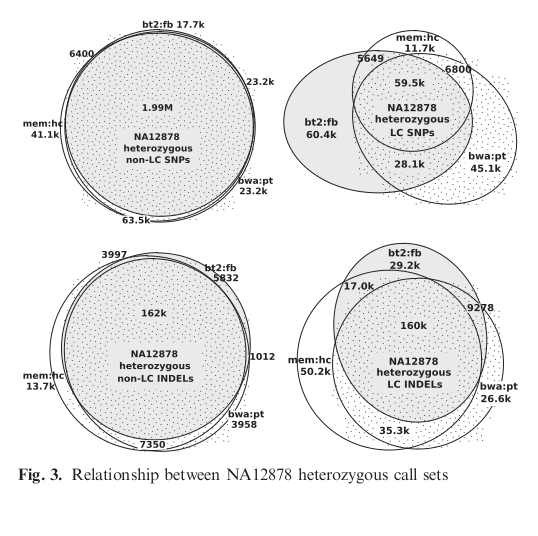 bt2:fb 17.7k
6400
23.2k
1.99M
mem:hc
41.1k
NA12878
heterozygous
non-LC SNPs
bwa:pt
23.2k
63.5k
mem:hc
11.7k
5649
6800
59.5k
bt2:fb
60.4k
NA12878
heterozygous
LC SNPs
28.1k
bwa:pt
45.1k
3997
bt2:fb
5832
162k
1012
NA12878
heterozygous
non-LC INDELs
mem:hc
13.7k
bwa:pt
3958
7350
bt2:fb
29.2k
17.0k
9278
160k
mem:hc
50.2k
NA12878
heterozygous
LC INDELs
bwa:pt
26.6k
35.3k
Fig. 3. Relationship between NA12878 heterozygous call sets